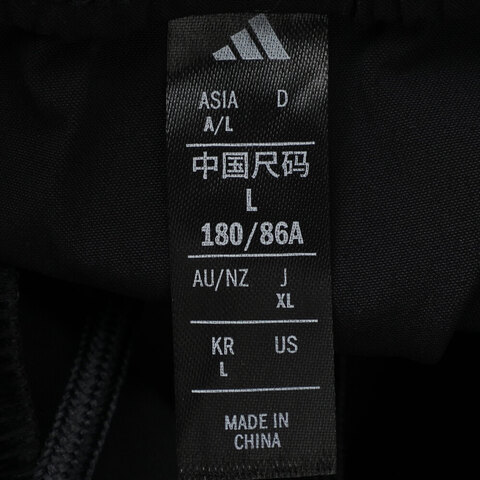 ASIA D
A/L
中国尺码
L
180/86A
AU/NZ J
XL
KR US
L
MADE IN
CHINA